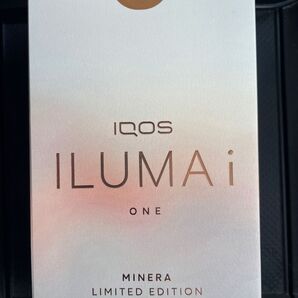 IQOS
ILUMA i
ONE
MINERA
LIMITED EDITION